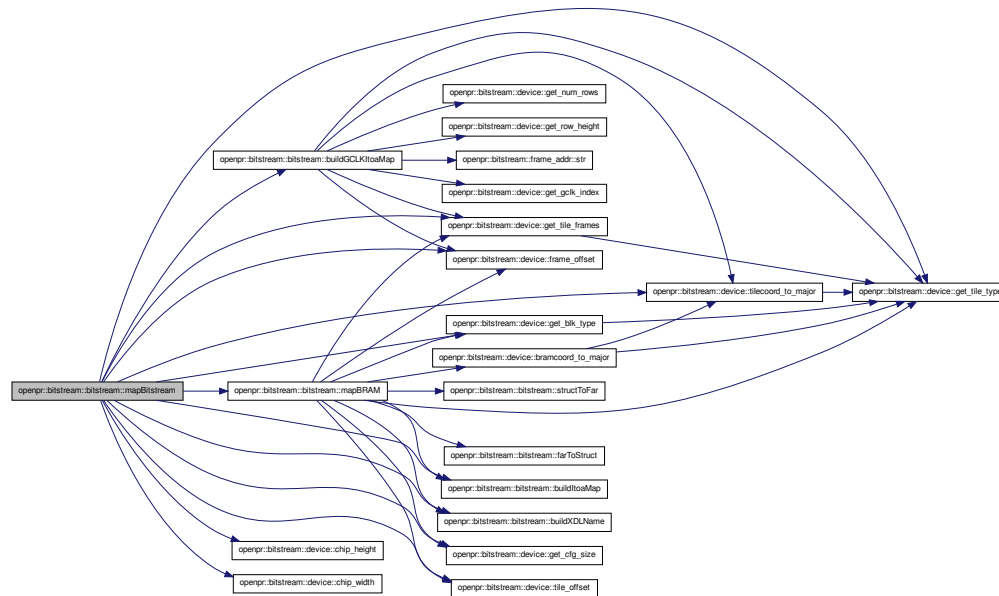 openpr::bitstream::device::get_num_rows
openpr::bitstream::device::get_row_height
openpr::bitstream::bitstream::buildGCLKItoaMap
openpr::bitstream::frame_addr::str
openpr::bitstream::device::get_gclk_index
openpr::bitstream::device::get_tile_frames
openpr::bitstream::device::frame_offset
openpr::bitstream::device::tilecoord_to_major
openpr::bitstream::device::get_tile_type
openpr::bitstream::device::get_blk_type
openpr::bitstream::device::bramcoord_to_major
openpr::bitstream::bitstream::mapBitstream
openpr::bitstream::bitstream::mapBRAM
openpr::bitstream::bitstream::structToFar
openpr::bitstream::bitstream::farToStruct
openpr::bitstream::bitstream::buildItoaMap
openpr::bitstream::bitstream::buildXDLName
openpr::bitstream::device::chip_height
openpr::bitstream::device::get_cfg_size
openpr::bitstream::device::chip_width
openpr::bitstream::device::tile_offset